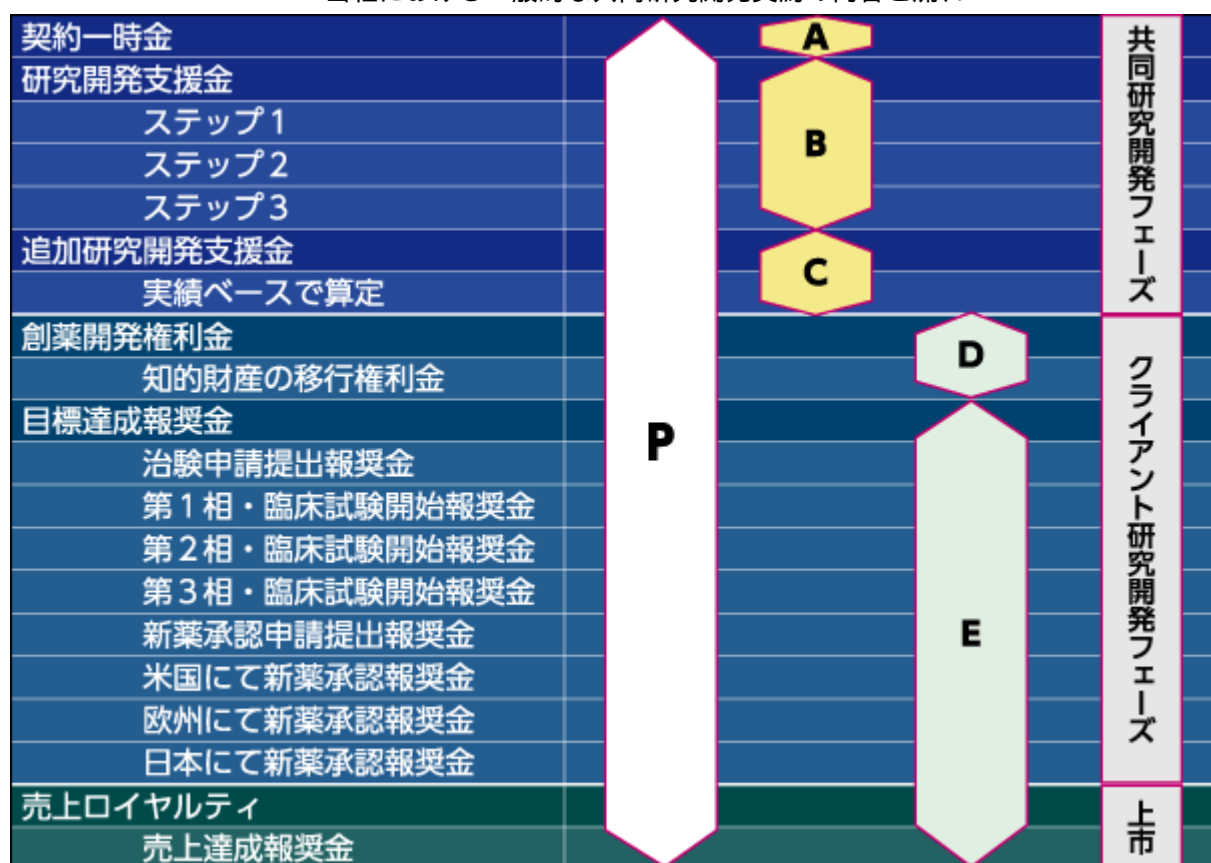 契約一時金
研究開発支援金
ステップ1
ステップ2
ステップ3
追加研究開発支援金
実績ベースで算定
創薬開発権利金
知的財産の移行権利金
目標達成報奨金
治験申請提出報奨金
第1相・臨床試験開始報奨金
第2相・臨床試験開始報奨金
第3相・臨床試験開始報奨金
新薬承認申請提出報奨金
米国にて新薬承認報奨金
欧州にて新薬承認報奨金
日本にて新薬承認報奨金
売上ロイヤルティ
売上達成報奨金
P
A
B
C
D
E
共同研究開発フェーズ
クライアント研究開発フェーズ
上市